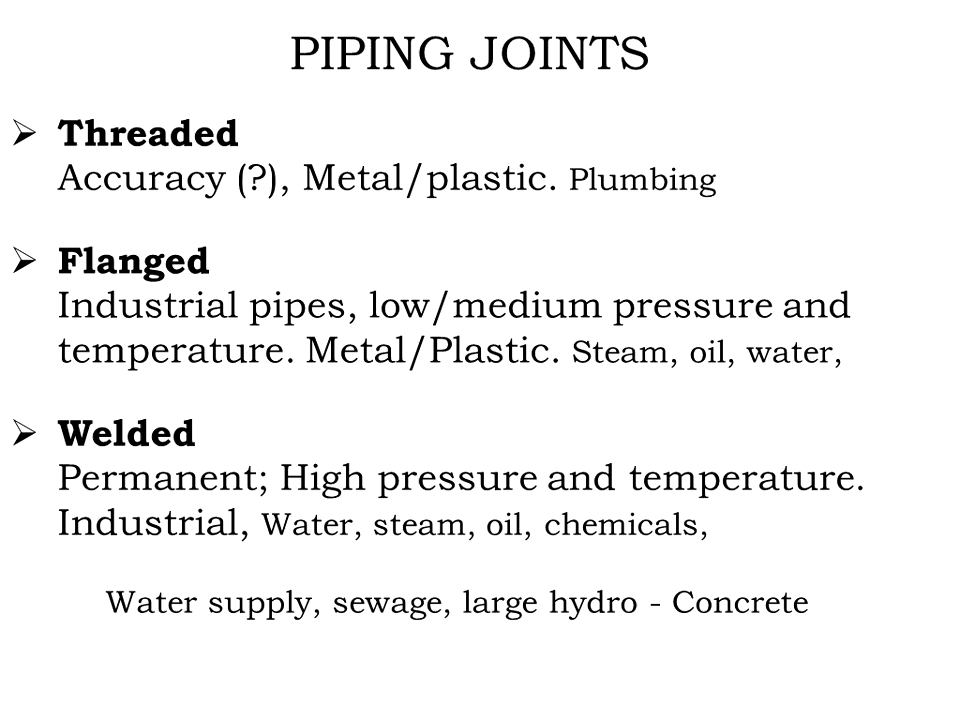 PIPING JOINTS
➢ Threaded
Accuracy (?), Metal/plastic. Plumbing
➢ Flanged
Industrial pipes, low/medium pressure and
temperature. Metal/Plastic. Steam, oil, water,
➢ Welded
Permanent; High pressure and temperature.
Industrial, Water, steam, oil, chemicals,
Water supply, sewage, large hydro - Concrete